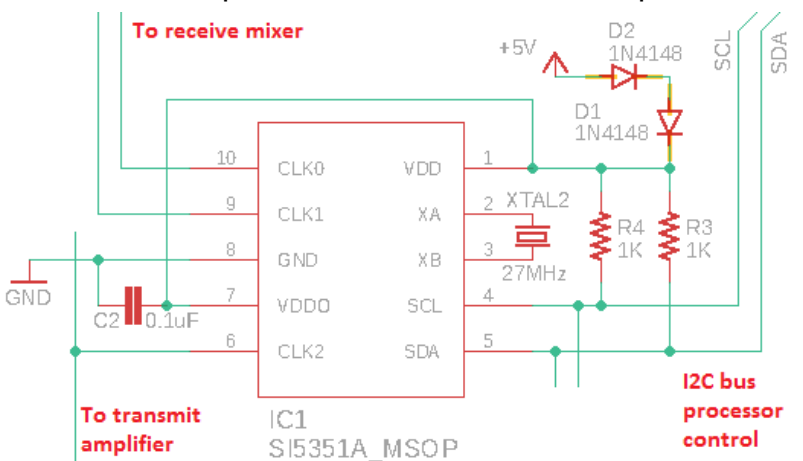 To receive mixer
D2
1N4148
+5V
SCL
SDA
D1
1N4148
10 CLK0 VDD 1
9 CLK1 XA 2 XTAL2
8 GND XB 3 27MHz
7 VDDO SCL 4
6 CLK2 SDA 5
R4
1K
R3
1K
GND
C2 0.1uF
To transmit
amplifier
IC1
SI5351A_MSOP
I2C bus
processor
control